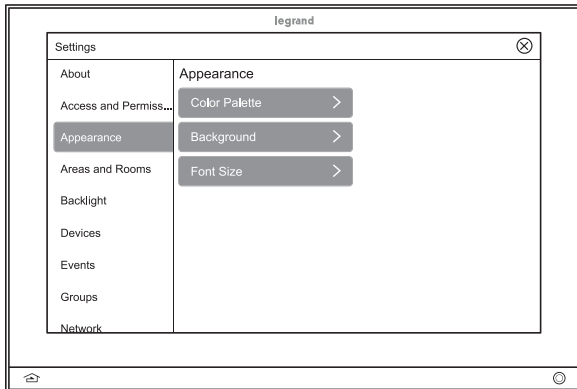 legrand
Settings
About
Access and Permiss...
Appearance
Areas and Rooms
Backlight
Devices
Events
Groups
Network
Appearance
Color Palette
Background
Font Size